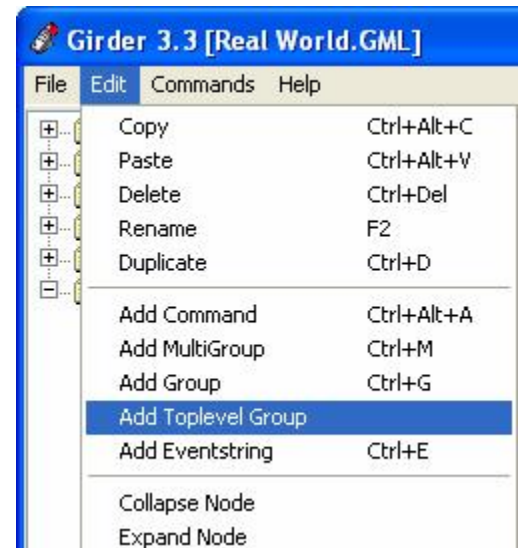 Girder 3.3 [Real World.GML]
File Edit Commands Help
Copy Ctrl+Alt+C
Paste Ctrl+Alt+V
Delete Ctrl+Del
Rename F2
Duplicate Ctrl+D
Add Command Ctrl+Alt+A
Add MultiGroup Ctrl+M
Add Group Ctrl+G
Add Toplevel Group
Add Eventstring Ctrl+E
Collapse Node
Expand Node